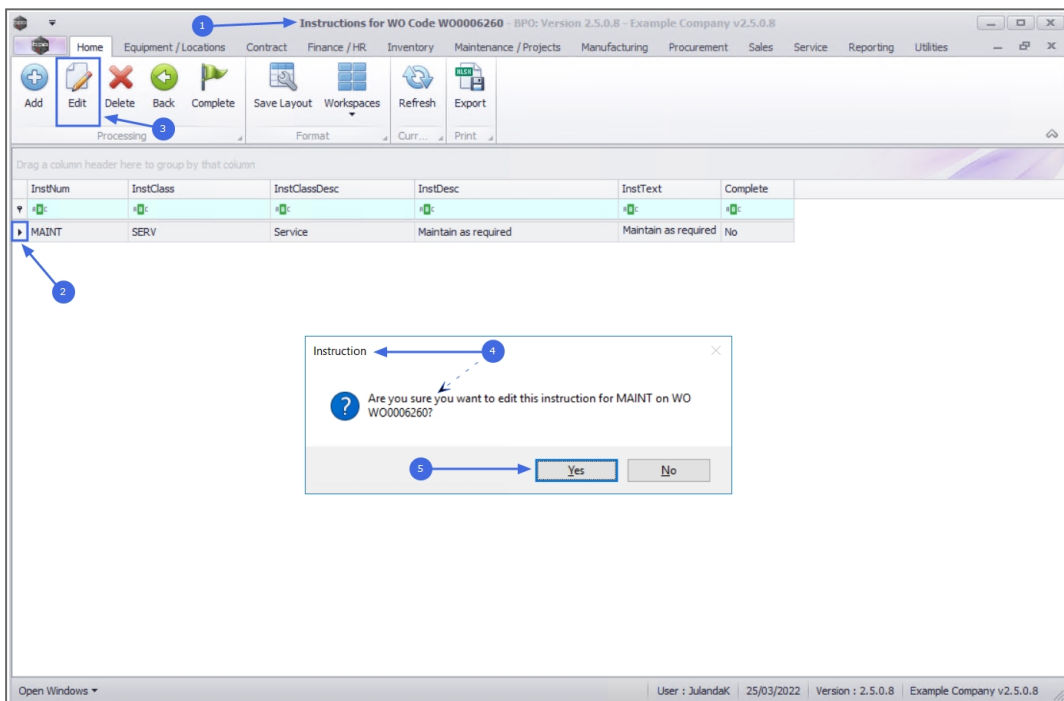 1
Instructions for WO Code WO0006260 - BPO: Version 2.5.0.8 - Example Company v2.5.0.8
Home Equipment / Locations Contract Finance / HR Inventory Maintenance / Projects Manufacturing Procurement Sales Service Reporting Utilities
Add Edit Delete Back Complete Save Layout Workspaces Refresh Export
3
Processing Format Curr... Print
Drag a column header here to group by that column
InstNum InstClass InstClassDesc InstDesc InstText Complete
MAINT SERV Service Maintain as required Maintain as required No
2
Instruction
4
Are you sure you want to edit this instruction for MAINT on WO
WO0006260?
5
Yes No
Open Windows User : JulandaK 25/03/2022 Version : 2.5.0.8 Example Company v2.5.0.8